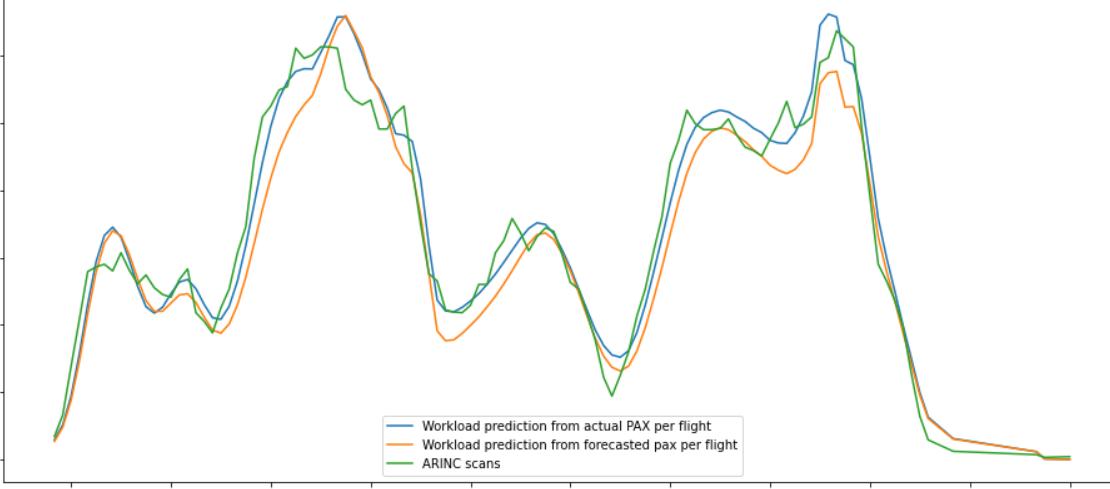 Workload prediction from actual PAX per flight
Workload prediction from forecasted pax per flight
ARINC scans